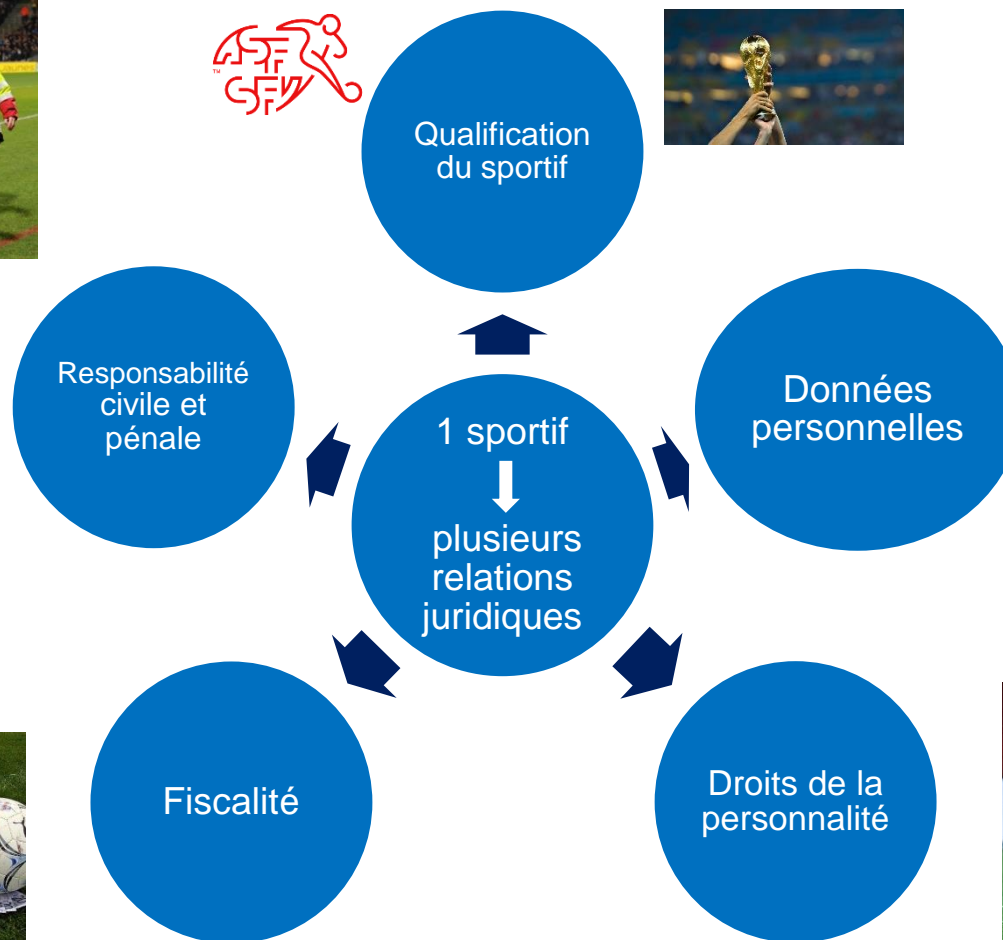 ASF
SFV
™
Qualification
du sportif
Données
personnelles
Responsabilité
civile et
pénale
1 sportif
plusieurs
relations
juridiques
Fiscalité
Droits de la
personnalité